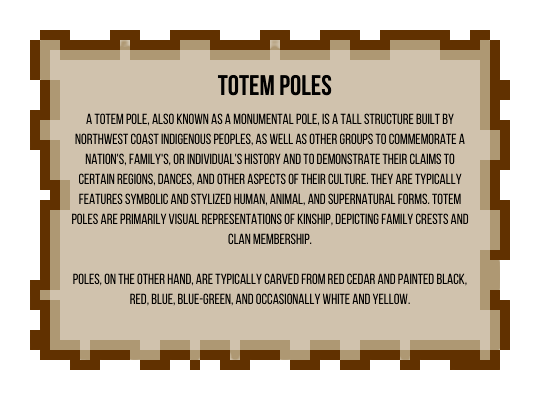 TOTEM POLES
A TOTEM POLE, ALSO KNOWN AS A MONUMENTAL POLE, IS A TALL STRUCTURE BUILT BY
NORTHWEST COAST INDIGENOUS PEOPLES, AS WELL AS OTHER GROUPS TO COMMEMORATE A
NATION'S, FAMILY'S, OR INDIVIDUAL'S HISTORY AND TO DEMONSTRATE THEIR CLAIMS TO
CERTAIN REGIONS, DANCES, AND OTHER ASPECTS OF THEIR CULTURE. THEY ARE TYPICALLY
FEATURES SYMBOLIC AND STYLIZED HUMAN, ANIMAL, AND SUPERNATURAL FORMS. TOTEM
POLES ARE PRIMARILY VISUAL REPRESENTATIONS OF KINSHIP, DEPICTING FAMILY CRESTS AND
CLAN MEMBERSHIP.
POLES, ON THE OTHER HAND, ARE TYPICALLY CARVED FROM RED CEDAR AND PAINTED BLACK,
RED, BLUE, BLUE-GREEN, AND OCCASIONALLY WHITE AND YELLOW.